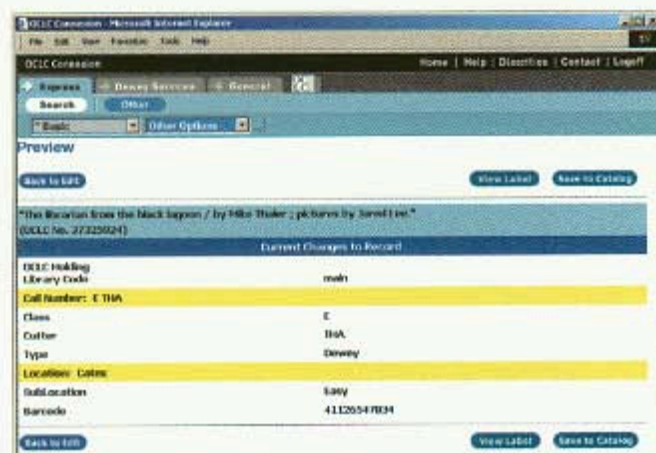 OCLC Connexion - Microsoft Internet Explorer
File Edit View Favorites Tools Help
OCLC Connexion Home | Help | Directives | Contact | Logoff
Express Dewey Services General
Search Other
* Basic Other Options
Preview
Back to Edit View Label Save to Catalog
"The librarian from the black lagoon / by Mike Thaler ; pictures by Jared Lee."
(OCLC No. 37325024)
Current Changes to Record
OCLC Holding
Library Code main
Call Number: E THA
Class E
Cutter THA
Type Dewey
Location: Cates
SubLocation Easy
Barcode 41126547834
Back to Edit View Label Save to Catalog